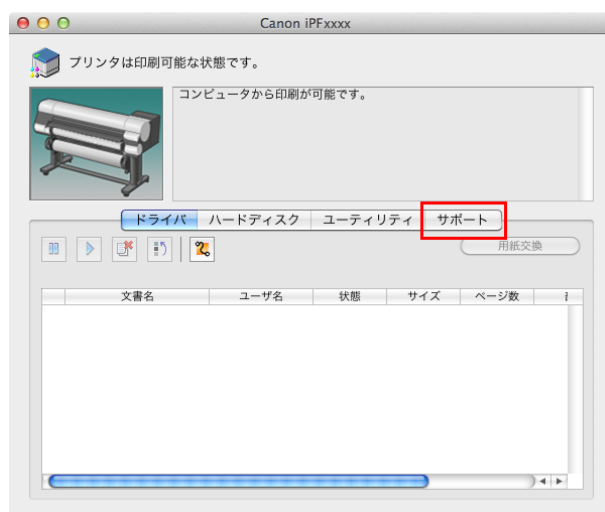 Canon iPFxxxx
プリンタは印刷可能な状態です。
コンピュータから印刷が可能です。
ドライバ ハードディスク ユーティリティ サポート
用紙交換
文書名 ユーザ名 状態 サイズ ページ数